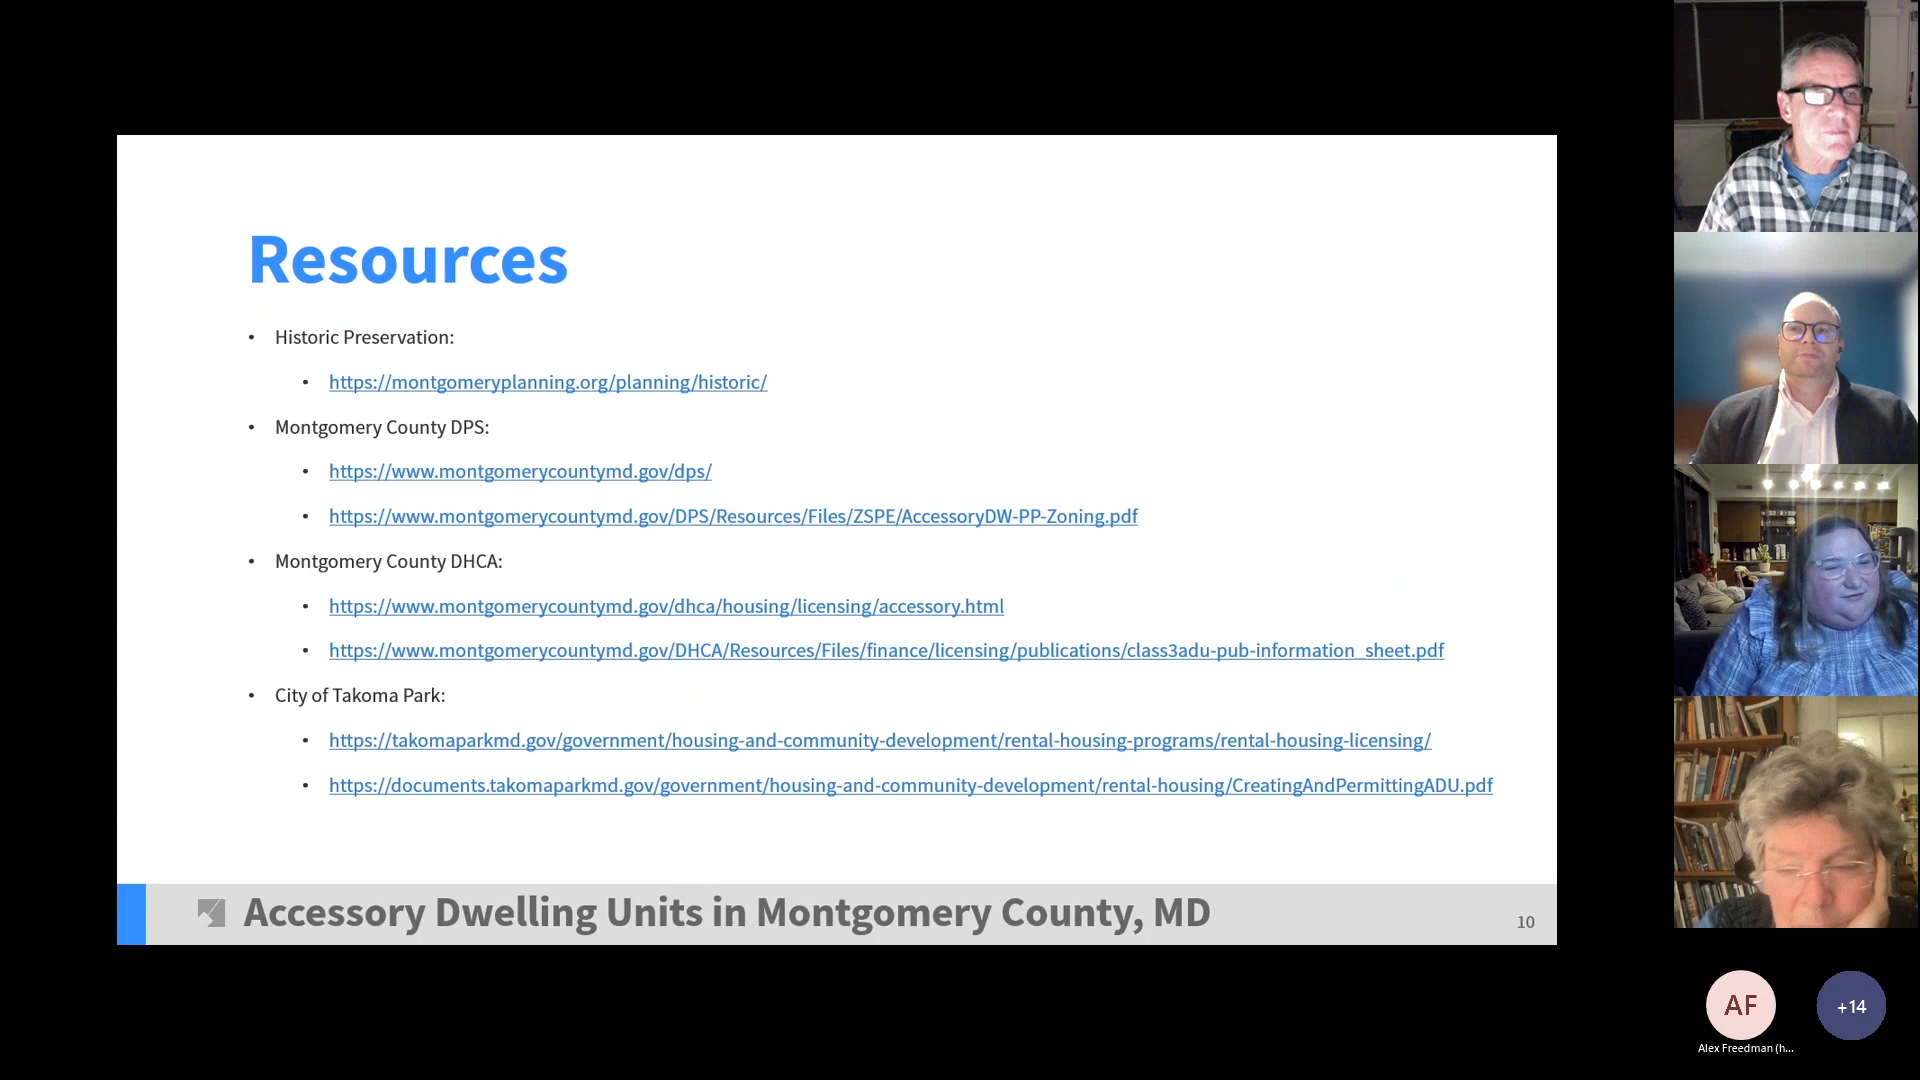 Resources
• Historic Preservation:
• https://montgomeryplanning.org/planning/historic/
• Montgomery County DPS:
• https://www.montgomerycountymd.gov/dps/
• https://www.montgomerycountymd.gov/DPS/Resources/Files/ZSPE/AccessoryDW-PP-Zoning.pdf
• Montgomery County DHCA:
• https://www.montgomerycountymd.gov/dhca/housing/licensing/accessory.html
• https://www.montgomerycountymd.gov/DHCA/Resources/Files/finance/licensing/publications/class3adu-pub-information_sheet.pdf
• City of Takoma Park:
• https://takomaparkmd.gov/government/housing-and-community-development/rental-housing-programs/rental-housing-licensing/
• https://documents.takomaparkmd.gov/government/housing-and-community-development/rental-housing/CreatingAndPermittingADU.pdf
Accessory Dwelling Units in Montgomery County, MD
10
AF
+14
Alex Freedman (h...